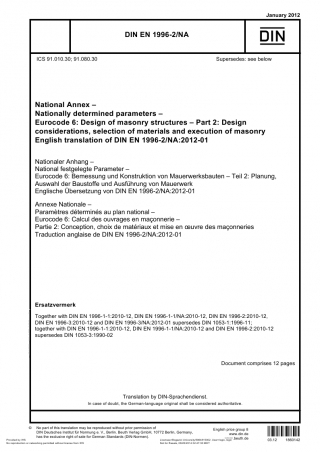 January 2012
DIN EN 1996-2/NA
DIN
ICS 91.010.30; 91.080.30
Supersedes: see below
National Annex –
Nationally determined parameters –
Eurocode 6: Design of masonry structures – Part 2: Design
considerations, selection of materials and execution of masonry
English translation of DIN EN 1996-2/NA:2012-01
Nationaler Anhang –
National festgelegte Parameter –
Eurocode 6: Bemessung und Konstruktion von Mauerwerksbauten – Teil 2: Planung,
Auswahl der Baustoffe und Ausführung von Mauerwerk
Englische Übersetzung von DIN EN 1996-2/NA:2012-01
Annexe Nationale –
Paramètres déterminés au plan national –
Eurocode 6: Calcul des ouvrages en maçonnerie –
Partie 2: Conception, choix de matériaux et mise en œuvre des maçonneries
Traduction anglaise de DIN EN 1996-2/NA:2012-01
Ersatzvermerk
Together with DIN EN 1996-1-1:2010-12, DIN EN 1996-1-1/NA:2012-01, DIN EN 1996-2:2010-12,
DIN EN 1996-3:2010-12 and DIN EN 1996-3/NA:2012-01 supersedes DIN 1053-1:1996-11;
together with DIN EN 1996-1-1:2010-12, DIN EN 1996-1-1/NA:2012-01 and DIN EN 1996-2:2010-12
supersedes DIN 1053-3:1990-02
Document comprises 12 pages
Translation by DIN-Sprachendienst.
In case of doubt, the German-language original shall be considered authoritative.
© No part of this translation may be reproduced without prior permission of
DIN Deutsches Institut für Normung e. V., Berlin. Beuth Verlag GmbH, 10772 Berlin, Germany,
has the exclusive right of sale for German Standards (DIN-Normen).
English price group 9
www.din.de